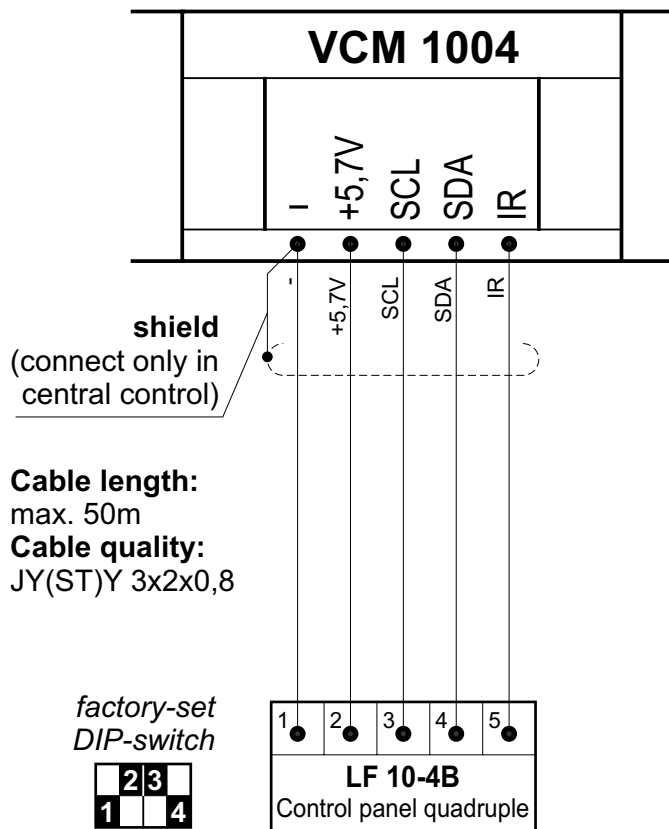 VCM 1004
-
+5,7V
SCL
SDA
IR
-
+5,7V
SCL
SDA
IR
shield
(connect only in
central control)
Cable length:
max. 50m
Cable quality:
JY(ST)Y 3x2x0,8
factory-set
DIP-switch
2 3
1 4
1 2 3 4 5
LF 10-4B
Control panel quadruple